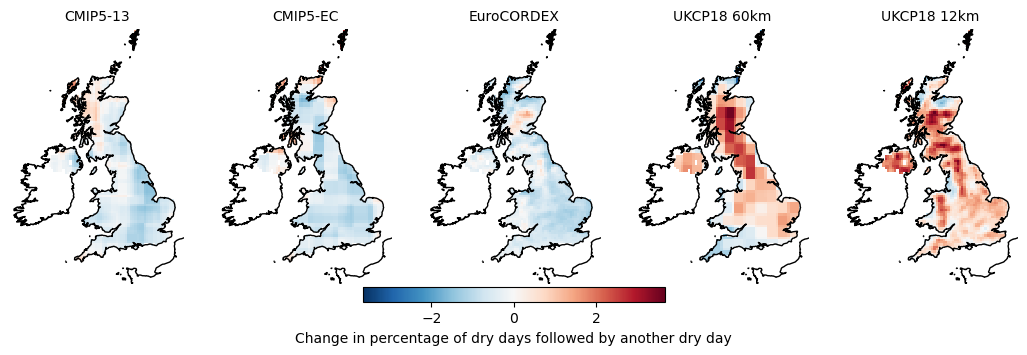 CMIP5-13 CMIP5-EC EuroCORDEX UKCP18 60km UKCP18 12km
−2 0 2
Change in percentage of dry days followed by another dry day